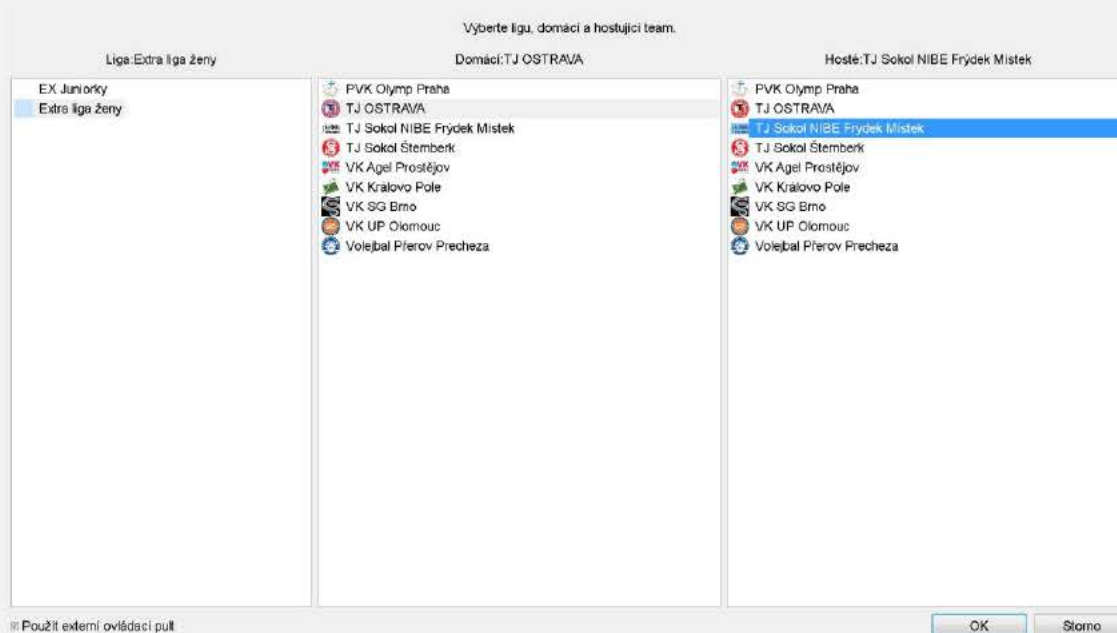 Vyberte ligu, domácí a hostující team.
Liga:Extra liga ženy
Domácí:TJ OSTRAVA
Hosté:TJ Sokol NIBE Frýdek Místek
EX Juniorky
Extra liga ženy
PVK Olymp Praha
TJ OSTRAVA
TJ Sokol NIBE Frýdek Místek
TJ Sokol Šternberk
VK Agel Prostějov
VK Královo Pole
VK SG Brno
VK UP Olomouc
Volejbal Přerov Precheza
PVK Olymp Praha
TJ OSTRAVA
TJ Sokol NIBE Frýdek Místek
TJ Sokol Šternberk
VK Agel Prostějov
VK Královo Pole
VK SG Brno
VK UP Olomouc
Volejbal Přerov Precheza
Použít externí ovládací pult
OK
Storno